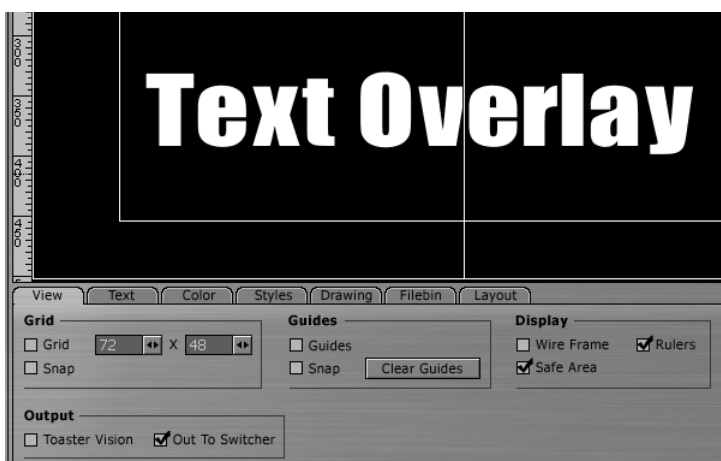 300
350
Text Overlay
400
450
View Text Color Styles Drawing Filebin Layout
Grid Guides Display
Grid 72 X 48 Guides Wire Frame Rulers
Snap Snap Clear Guides Safe Area
Output
Toaster Vision Out To Switcher